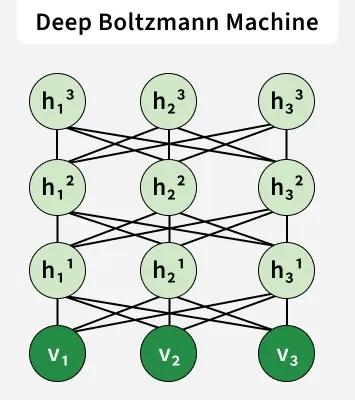 Deep Boltzmann Machine
h₁³ h₂³ h₃³
h₁² h₂² h₃²
h₁¹ h₂¹ h₃¹
v₁ v₂ v₃